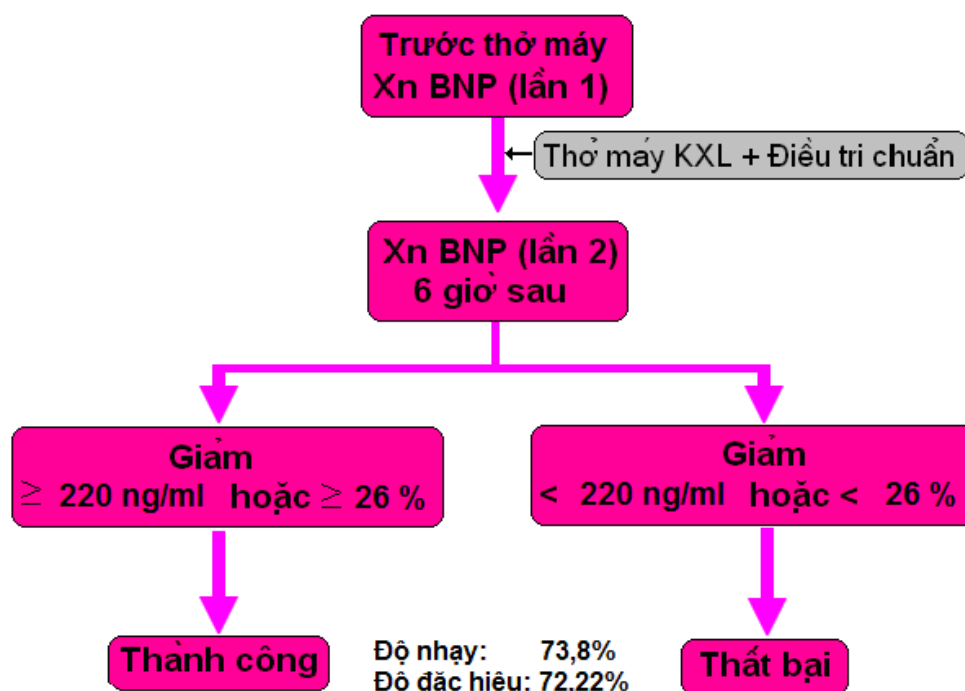 Trước thở máy
Xn BNP (lần 1)
Thở máy KXL + Điều tri chuẩn
Xn BNP (lần 2)
6 giờ sau
Giảm
≥ 220 ng/ml hoặc ≥ 26 %
Giảm
< 220 ng/ml hoặc < 26 %
Thành công
Độ nhạy: 73,8%
Độ đặc hiệu: 72,22%
Thất bại